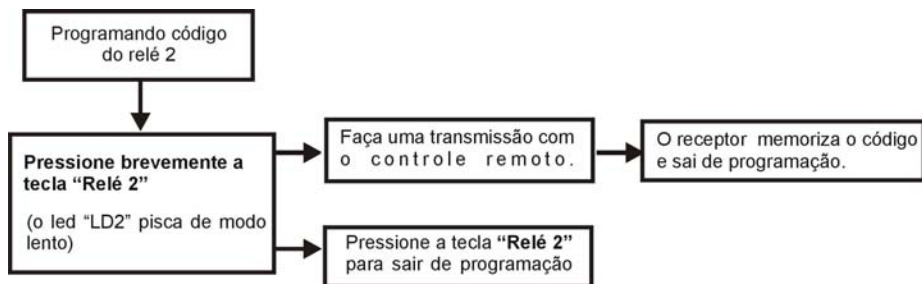 Programando código
do relé 2
Pressione brevemente a
tecla “Relé 2”
(o led “LD2” pisca de modo
lento)
Faça uma transmissão com
o controle remoto.
O receptor memoriza o código
e sai de programação.
Pressione a tecla “Relé 2”
para sair de programação